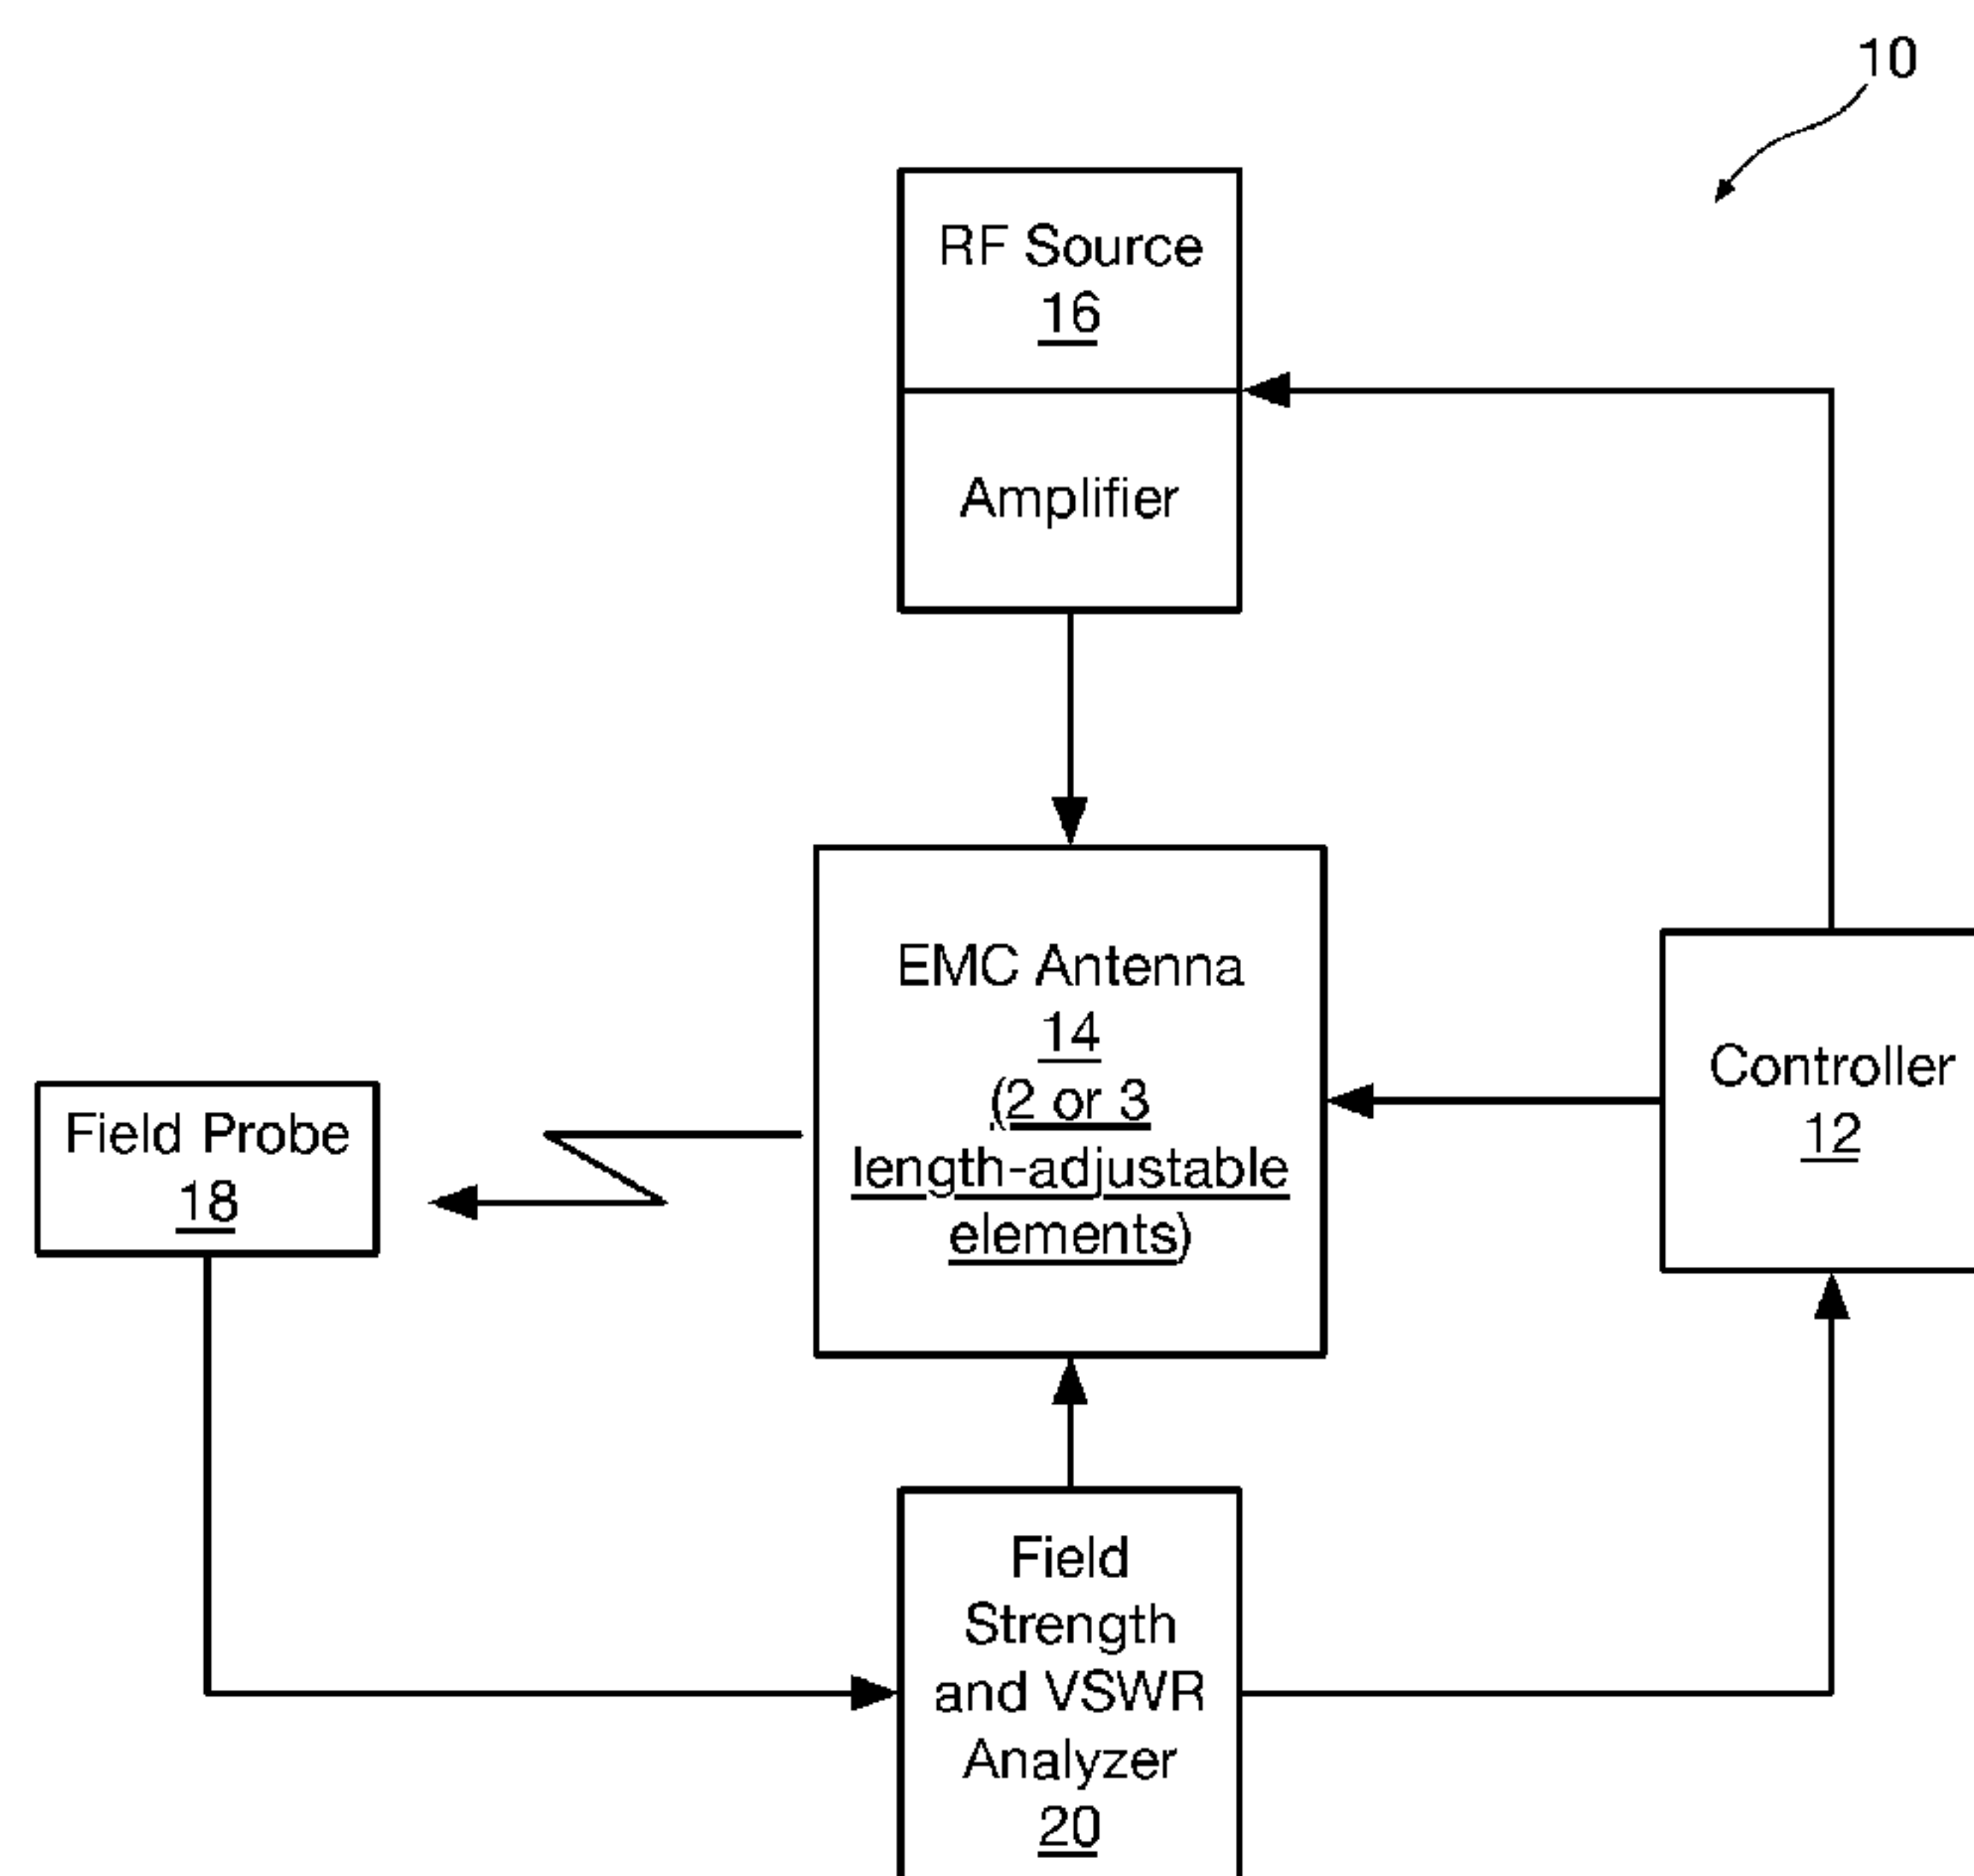 10
RF Source
16
Amplifier
EMC Antenna
14
(2 or 3
length-adjustable
elements)
Controller
12
Field Probe
18
Field
Strength
and VSWR
Analyzer
20